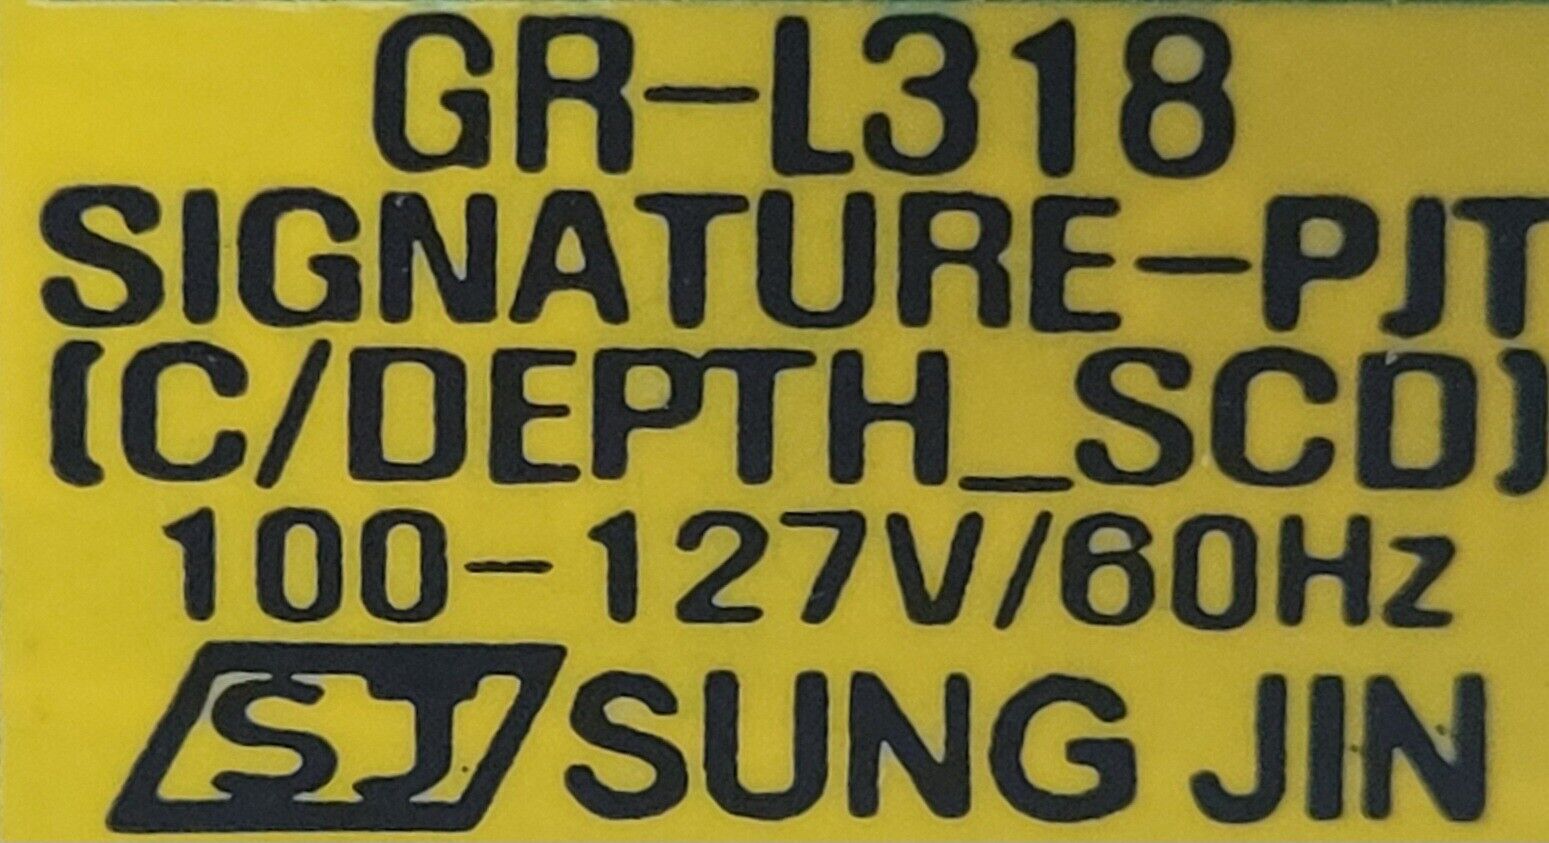 GR-L318
SIGNATURE-PJT
(C/DEPTH_SCD)
100-127V/60Hz
SJ SUNG JIN